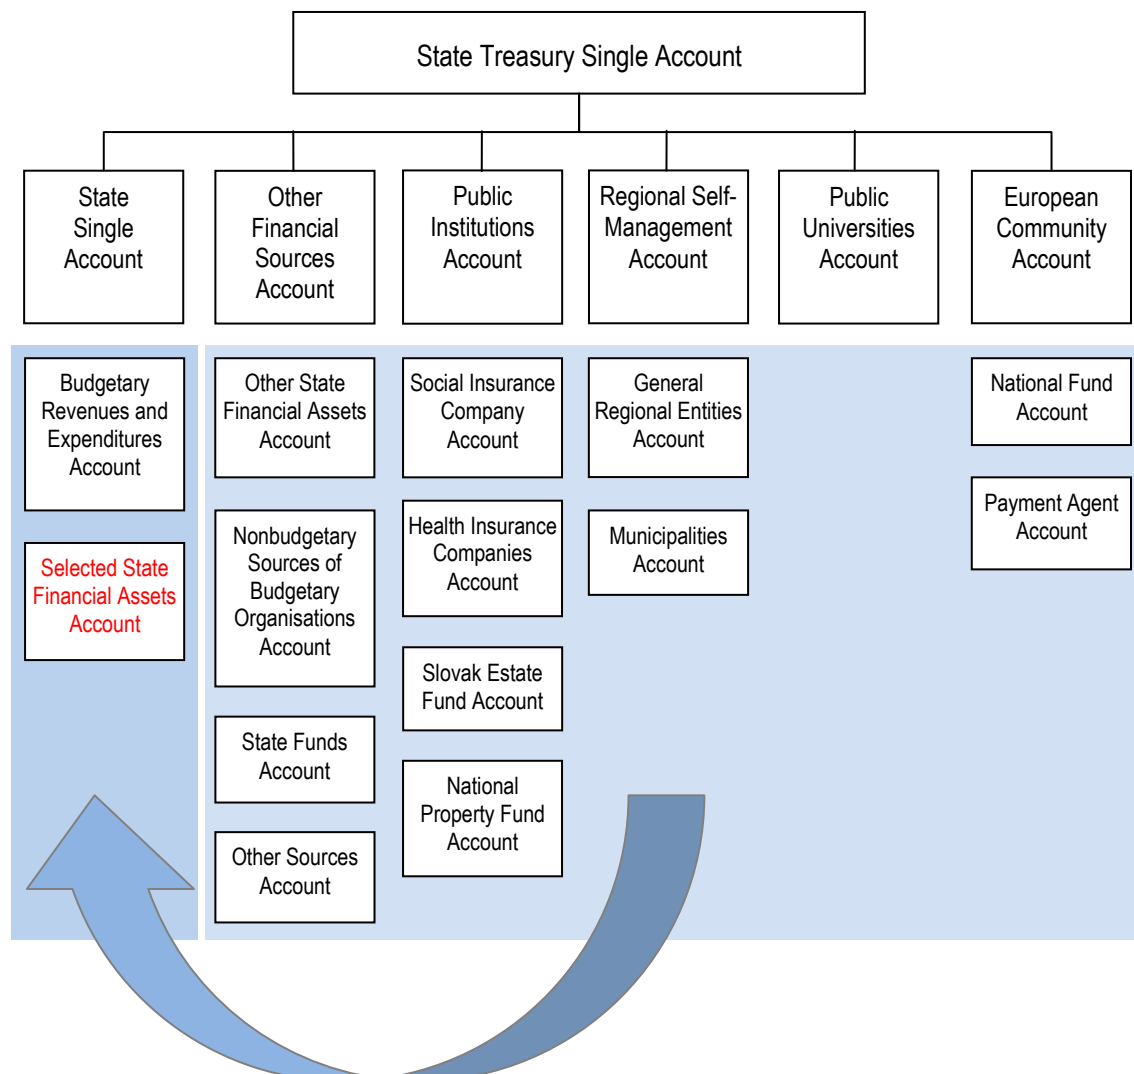 State Treasury Single Account
State
Single
Account
Other
Financial
Sources
Account
Public
Institutions
Account
Regional Self-
Management
Account
Public
Universities
Account
European
Community
Account
Budgetary
Revenues and
Expenditures
Account
Selected State
Financial Assets
Account
Other State
Financial Assets
Account
Nonbudgetary
Sources of
Budgetary
Organisations
Account
State Funds
Account
Other Sources
Account
Social Insurance
Company
Account
Health Insurance
Companies
Account
Slovak Estate
Fund Account
National
Property Fund
Account
General
Regional Entities
Account
Municipalities
Account
National Fund
Account
Payment Agent
Account